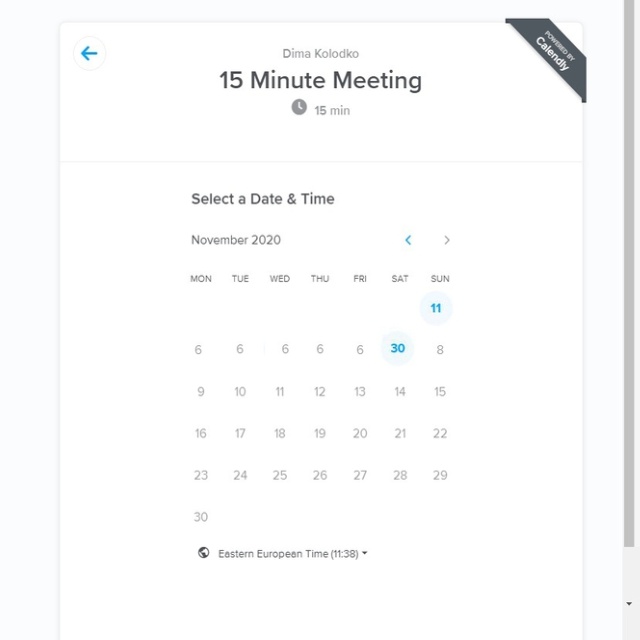 POWERED BY
Calendly
Dima Kolodko
15 Minute Meeting
15 min
Select a Date & Time
November 2020
MON TUE WED THU FRI SAT SUN
11
6 6 6 6 6 30 8
9 10 11 12 13 14 15
16 17 18 19 20 21 22
23 24 25 26 27 28 29
30
Eastern European Time (11:38)